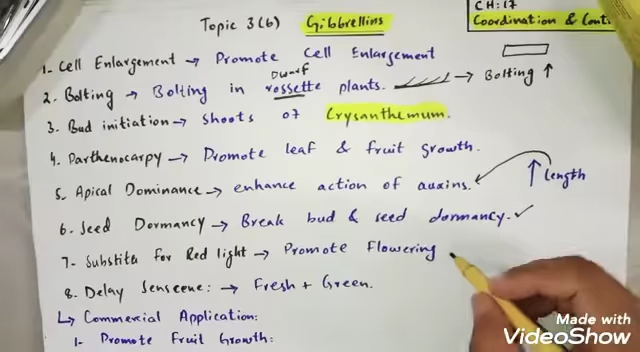 Topic 3(b) Gibbrellins
CH:17
Coordination & Cont.
1- Cell Enlargement → Promote Cell Enlargement
Dwarf
2. Bolting → Bolting in rossette plants. → Bolting ↑
3. Bud initiation → shoots of Crysanthemum.
4. Parthenocarpy → Promote leaf & fruit growth.
5. Apical Dominance → enhance action of auxins. ↑ length
6. Seed Dormancy → Break bud & seed dormancy. ✓
7- Substite for Red light → Promote Flowering
8. Delay Senscene: → Fresh + Green.
↳ Commercial Application:
1- Promote Fruit Growth:
Made with
VideoShow